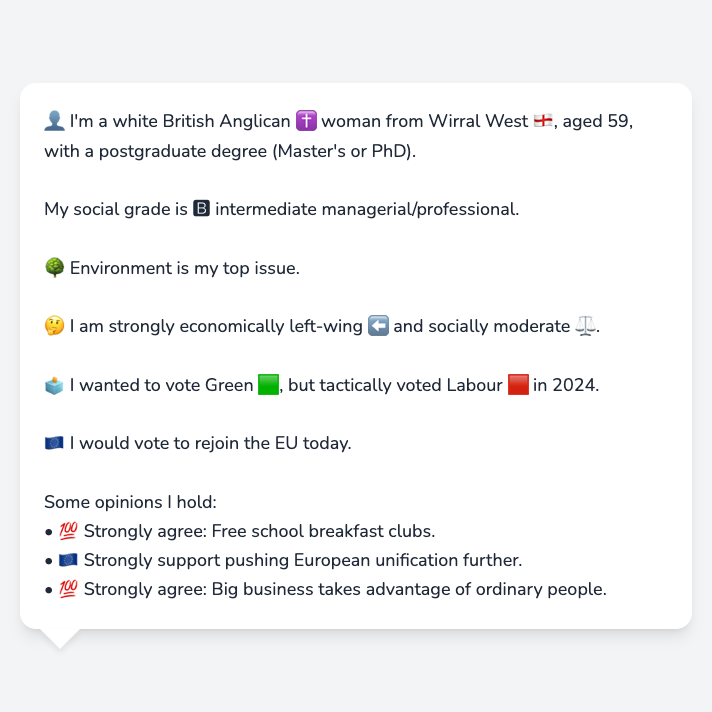 👤 I'm a white British Anglican ✝️ woman from Wirral West 🏴󠁧󠁢󠁥󠁮󠁧󠁿, aged 59,
with a postgraduate degree (Master's or PhD).
My social grade is 🅱 intermediate managerial/professional.
🌳 Environment is my top issue.
🤔 I am strongly economically left-wing ⬅️ and socially moderate ⚖️.
🗳️ I wanted to vote Green 🟩, but tactically voted Labour 🟥 in 2024.
🇪🇺 I would vote to rejoin the EU today.
Some opinions I hold:
• 💯 Strongly agree: Free school breakfast clubs.
• 🇪🇺 Strongly support pushing European unification further.
• 💯 Strongly agree: Big business takes advantage of ordinary people.